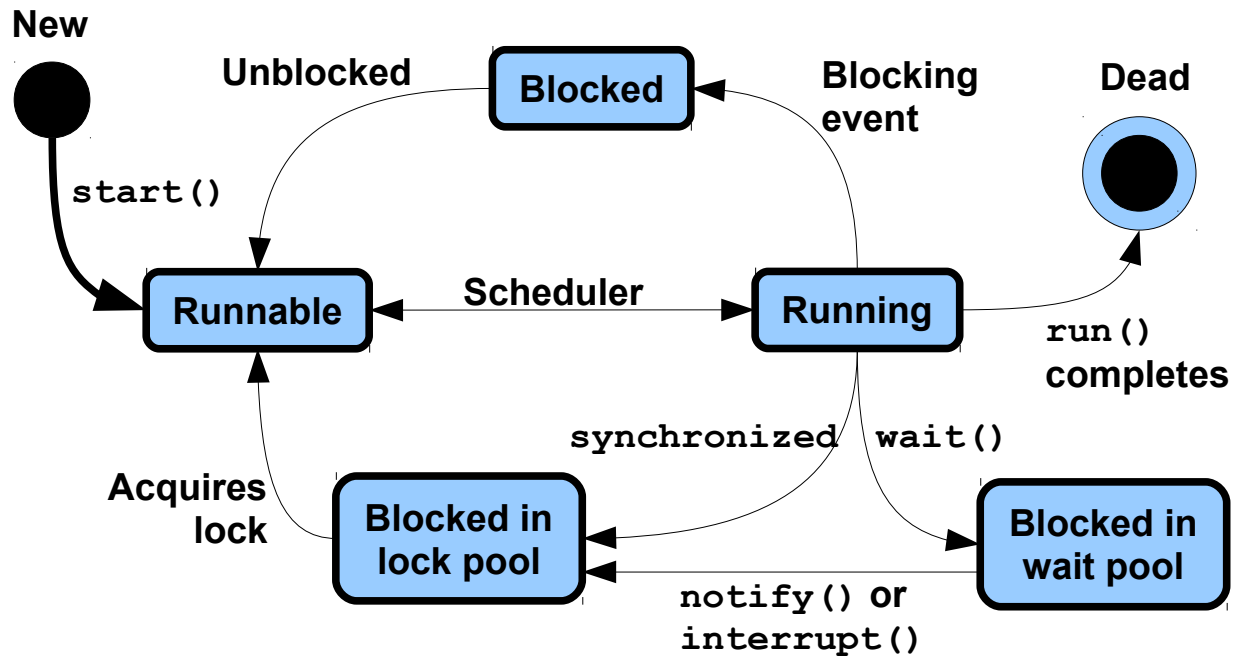 New
Unblocked
Blocked
Blocking
event
Dead
start()
Runnable
Scheduler
Running
run()
completes
synchronized
wait()
Acquires
lock
Blocked in
lock pool
Blocked in
wait pool
notify() or
interrupt()